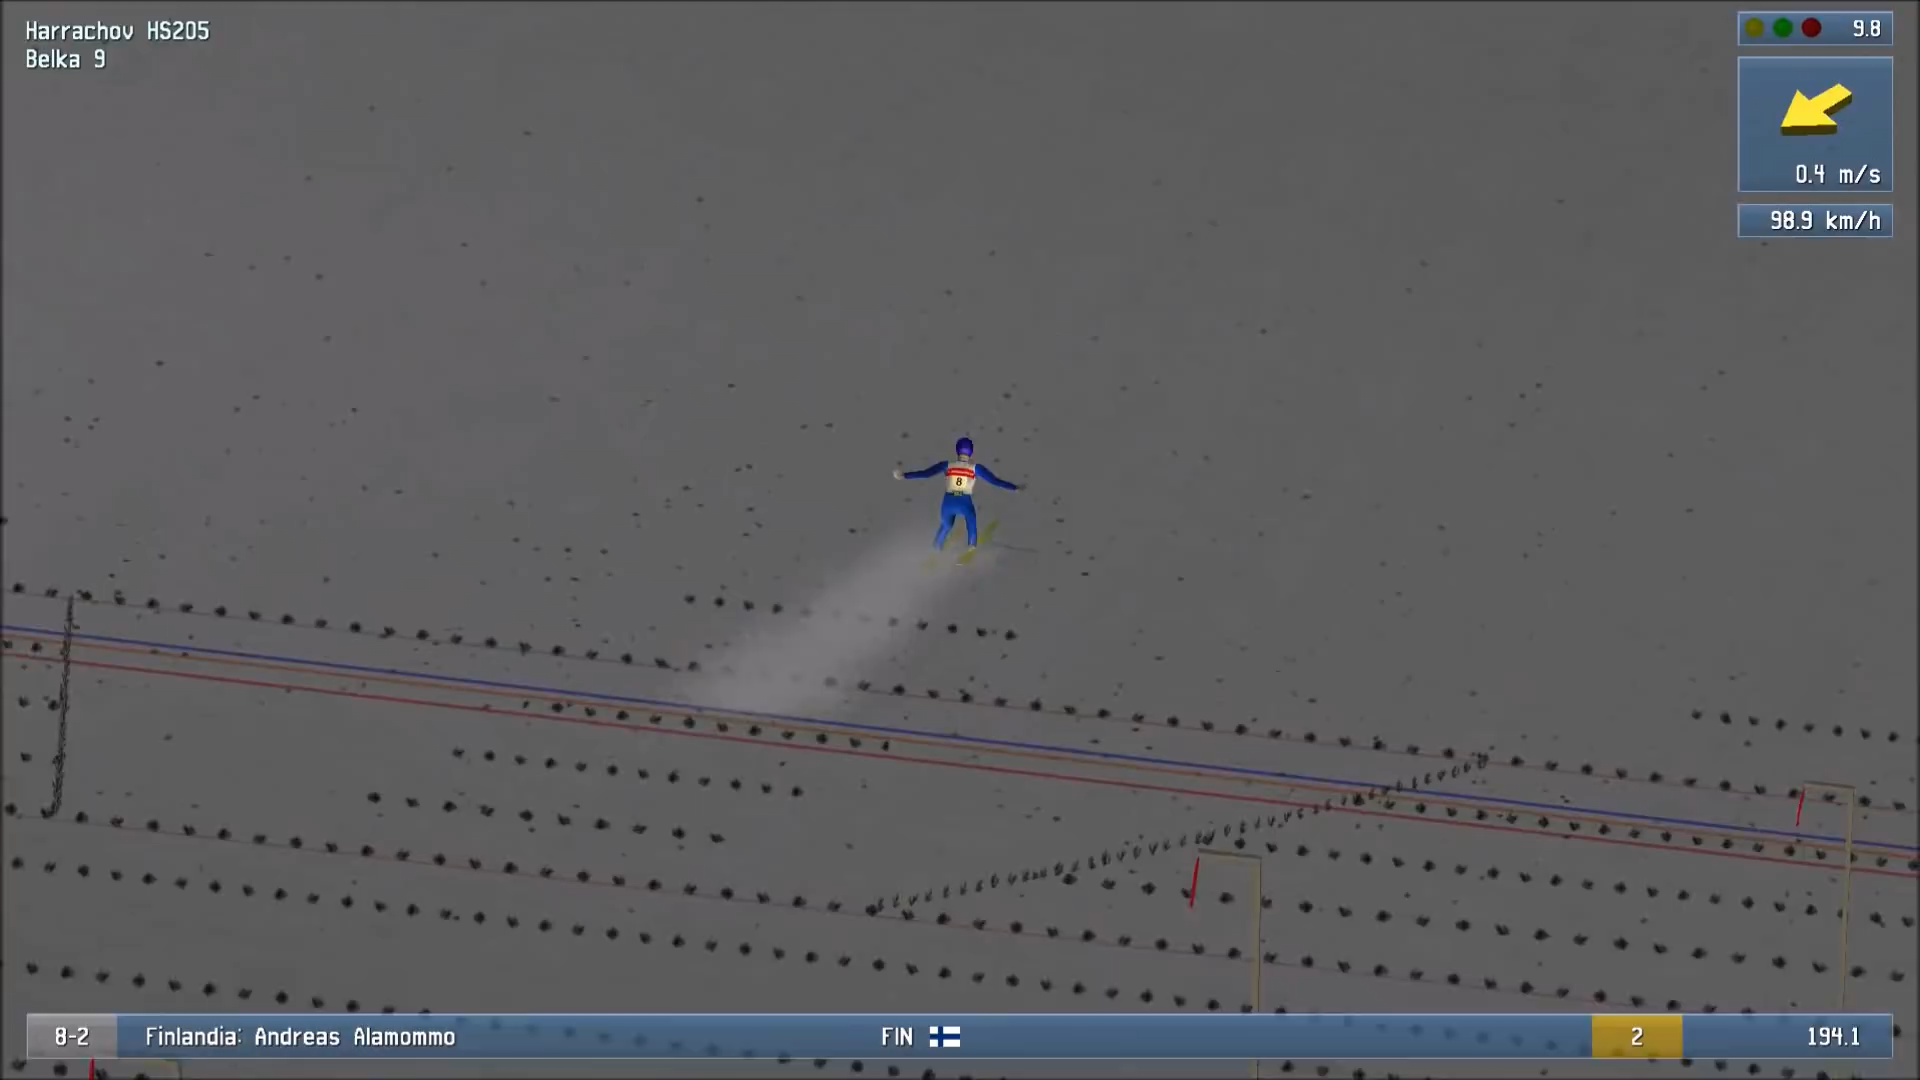 Harrachov HS205
Belka 9
9.8
0.4 m/s
98.9 km/h
8
8-2 Finlandia: Andreas Alamommo FIN 2 194.1